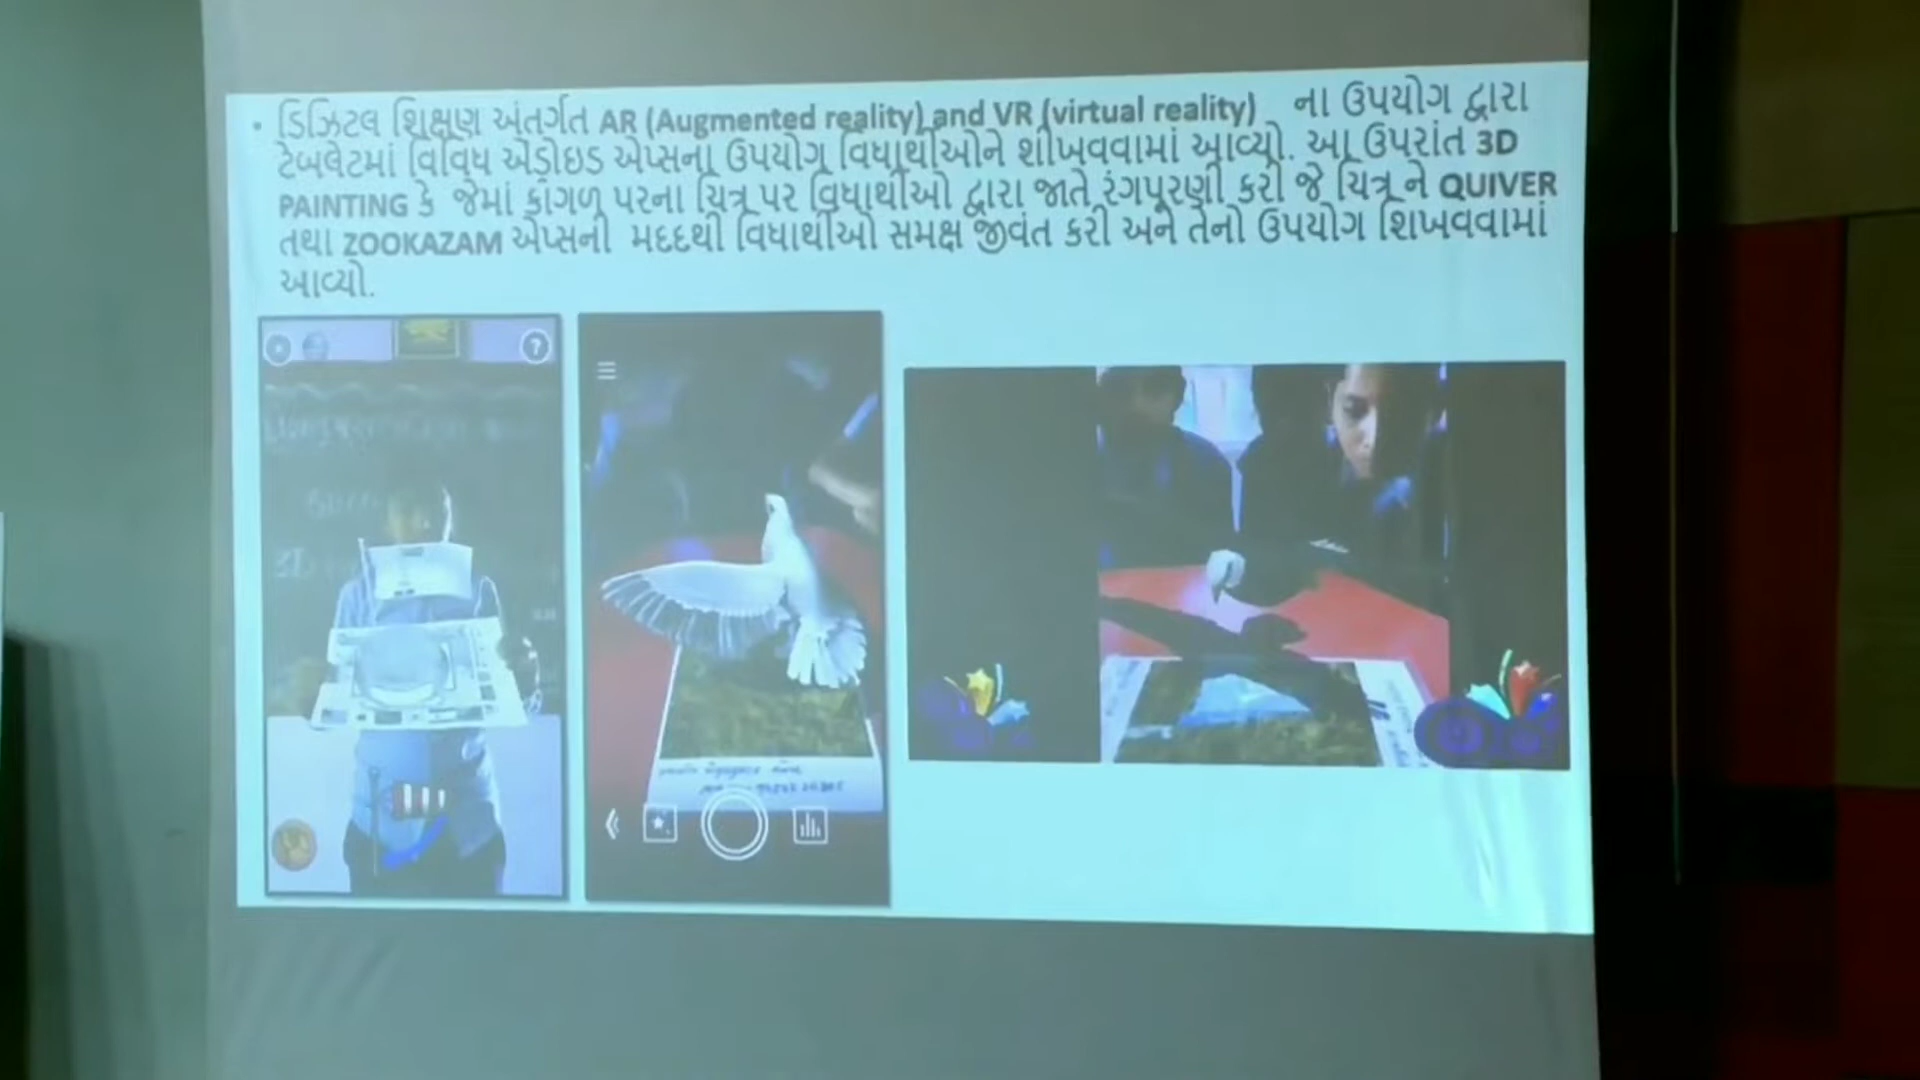 • ડિઝિટલ શિક્ષણ અંતર્ગત AR (Augmented reality) and VR (virtual reality) ના ઉપયોગ દ્વારા
ટેબલેટમાં વિવિધ એંડ્રોઇડ એપ્સના ઉપયોગ વિધાર્થીઓને શીખવવામાં આવ્યો. આ ઉપરાંત 3D
PAINTING કે જેમાં કાગળ પરના ચિત્ર પર વિધાર્થીઓ દ્વારા જાતે રંગપૂરણી કરી જે ચિત્ર ને QUIVER
તથા ZOOKAZAM એપ્સની મદદથી વિધાર્થીઓ સમક્ષ જીવંત કરી અને તેનો ઉપયોગ શિખવવામાં
આવ્યો.
?